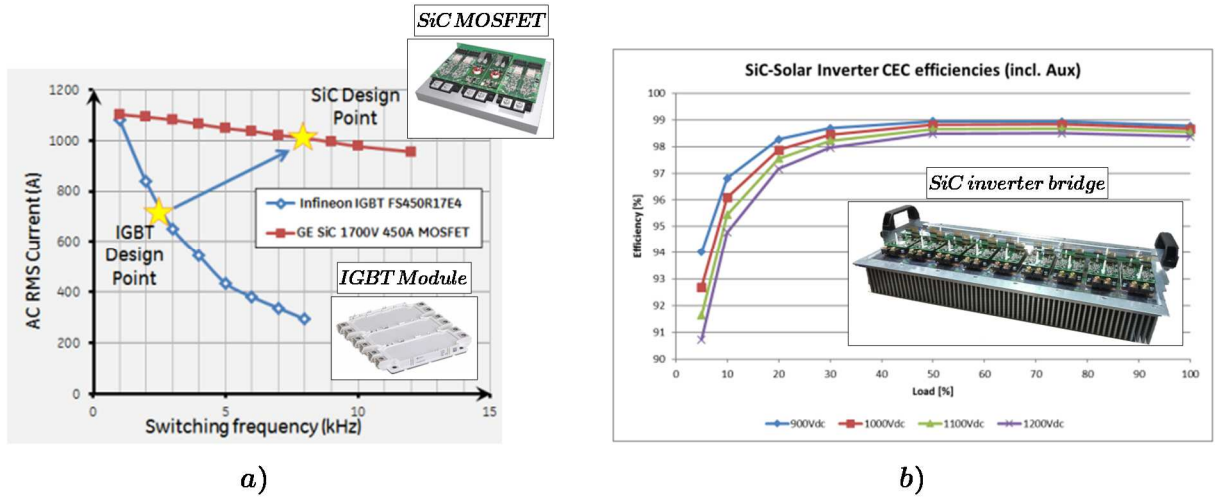 SiC MOSFET
1200
1000
800
600
400
200
0
AC RMS Current (A)
SiC Design
Point
IGBT
Design
Point
Infineon IGBT FS450R17E4
GE SiC 1700V 450A MOSFET
IGBT Module
0 5 10 15
Switching frequency (kHz)
a)
SiC-Solar Inverter CEC efficiencies (incl. Aux)
100
99
98
97
96
95
94
93
92
91
90
Efficiency [%]
SiC inverter bridge
0 10 20 30 40 50 60 70 80 90 100
Load [%]
900Vdc 1000Vdc 1100Vdc 1200Vdc
b)